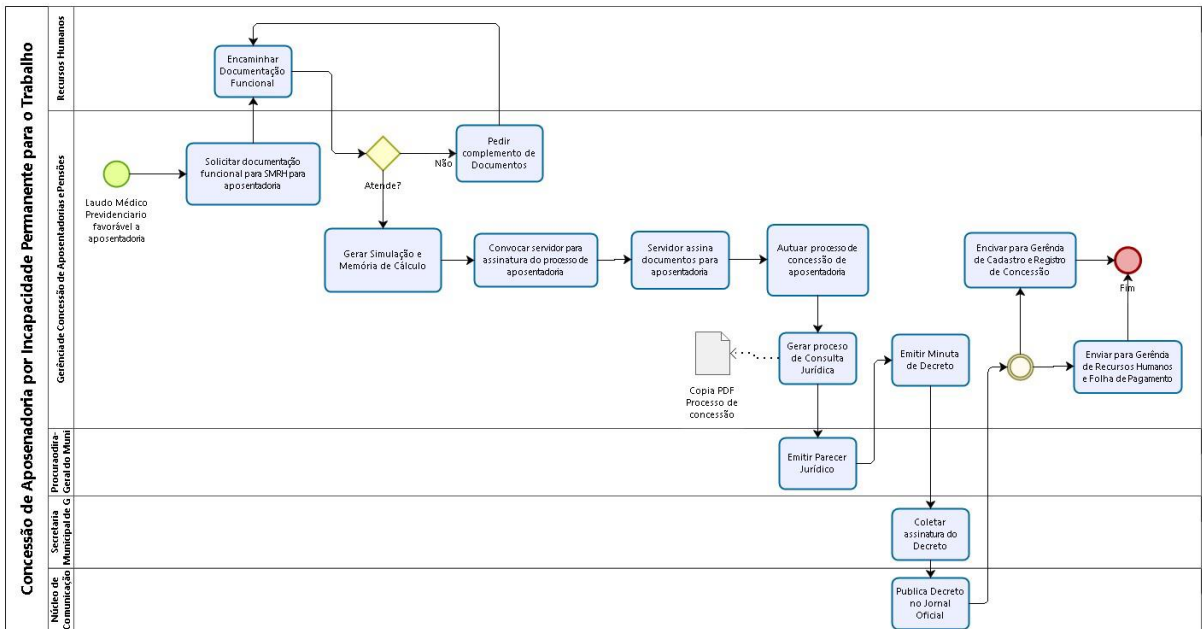 Concessão de Aposenadoria por Incapacidade Permanente para o Trabalho
Recursos Humanos
Encaminhar
Documentação
Funcional
Gerência de Concessão de Aposentadorias e Pensões
Laudo Médico
Previdenciario
favorável a
aposentadoria
Solicitar documentação
funcional para SMRH para
aposentadoria
Atende?
Não
Pedir
complemento de
Documentos
Gerar Simulação e
Memória de Cálculo
Convocar servidor para
assinatura do processo de
aposentadoria
Servidor assina
documentos para
aposentadoria
Autuar processo de
concessão de
aposentadoria
Encivar para Gerência
de Cadastro e Registro
de Concessão
Fim
Copia PDF
Processo de
concessão
Gerar proceso
de Consulta
Jurídica
Emitir Minuta
de Decreto
Enviar para Gerência
de Recursos Humanos
e Folha de Pagamento
Procuraodira-
Geral do Muni
Emitir Parecer
Jurídico
Secretaria
Municipal de G
Coletar
assinatura do
Decreto
Núcleo de
Comunicação
Publica Decreto
no Jornal
Oficial